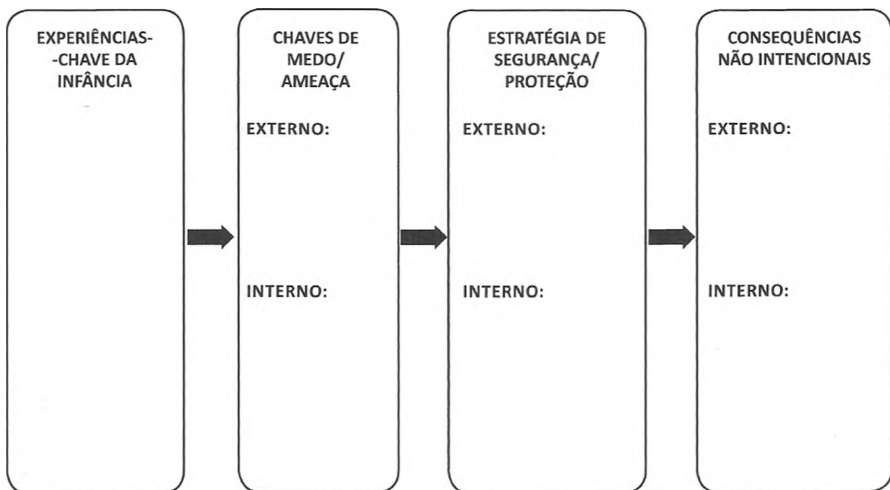 EXPERIÊNCIAS-
-CHAVE DA
INFÂNCIA
CHAVES DE
MEDO/
AMEAÇA
EXTERNO:
INTERNO:
ESTRATÉGIA DE
SEGURANÇA/
PROTEÇÃO
EXTERNO:
INTERNO:
CONSEQUÊNCIAS
NÃO INTENCIONAIS
EXTERNO:
INTERNO: